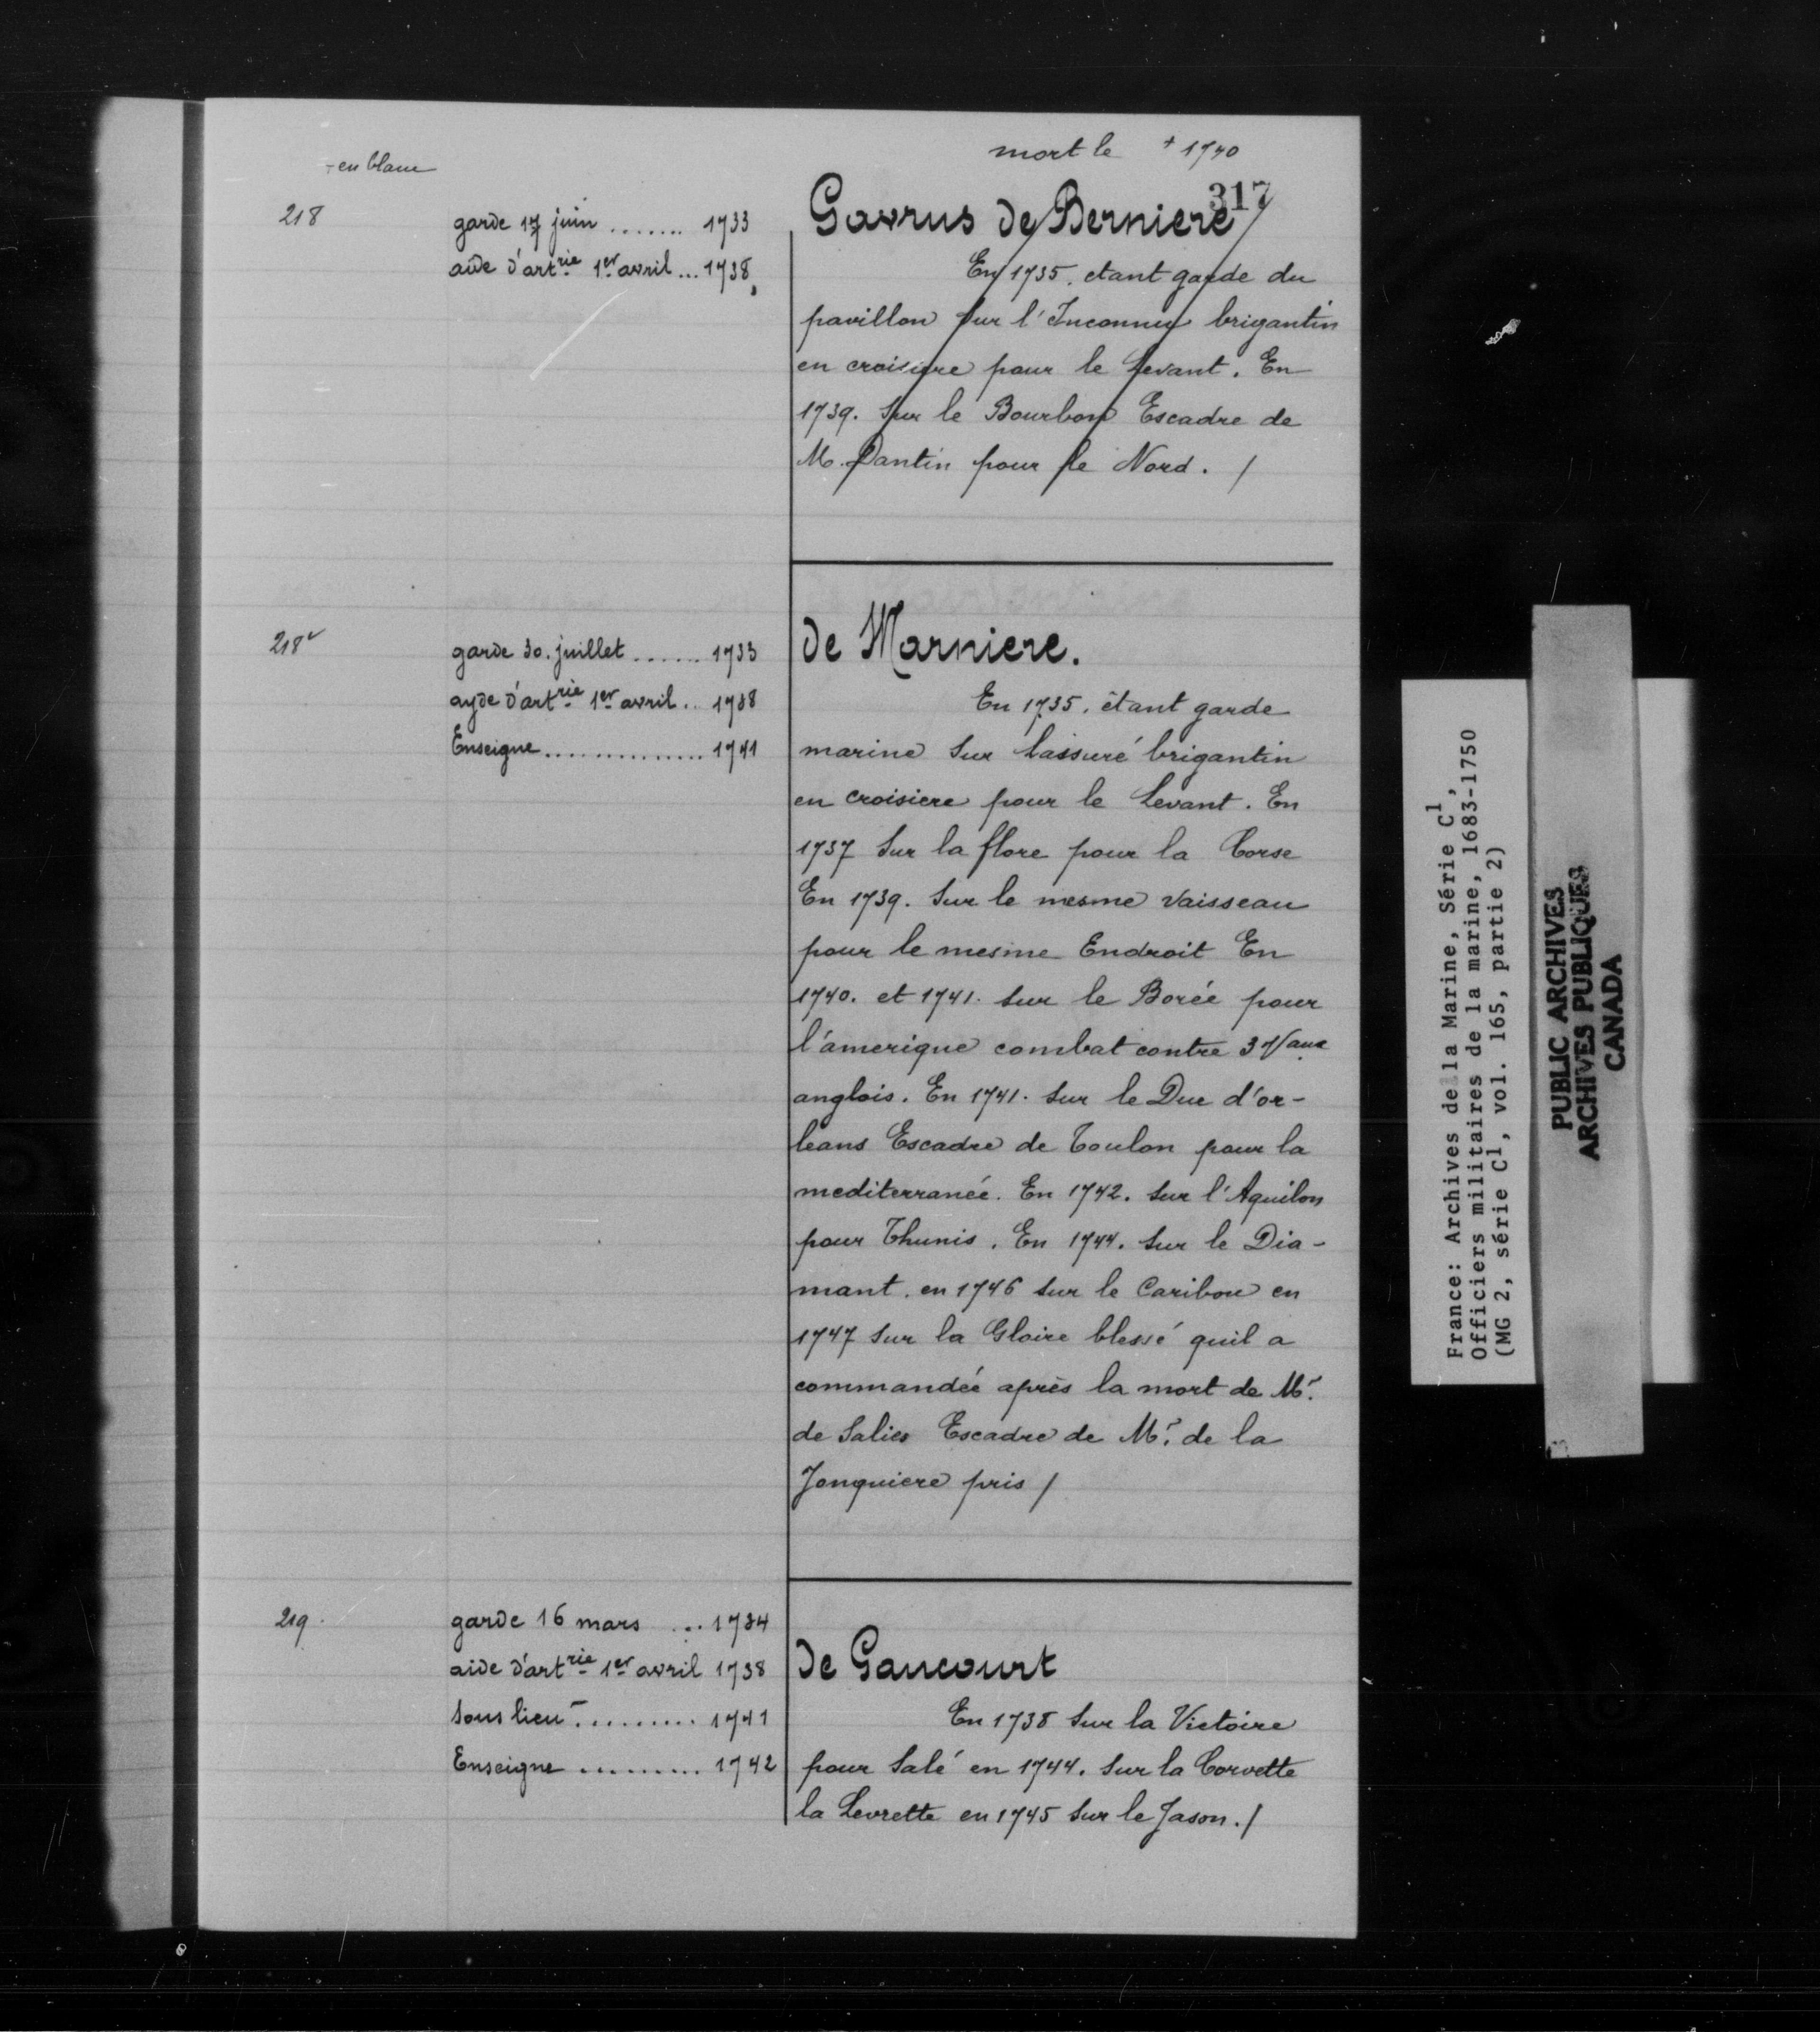 mort le + 1740
- en blanc
317
218
garde 17 juin ........ 1733
aide d'artrie 1er avril ... 1738,
Gavrus de Berniere
En 1735. etant garde du
pavillon sur l'Inconnu brigantin
en croisiere pour le Levant. En
1739. Sur le Bourbon Escadre de
M. Dantin pour le Nord. /
218v
garde 30. juillet ....... 1733
ayde d'artrie 1er avril .. 1738
Enseigne ............... 1741
de Marniere.
En 1735. étant garde
marine Sur lassuré brigantin
en croisiere pour le Levant. En
1737 Sur la flore pour la Corse
En 1739. Sur le mesme vaisseau
pour le mesme Endroit En
1740. et 1741. Sur le Borée pour
l'amerique combat contre 3 Vaux
anglois. En 1741. Sur le Duc d'or-
leans Escadre de Toulon pour la
mediterranée. En 1742. Sur l'Aquilon
pour Thunis. En 1744. Sur le Dia-
mant. en 1746 Sur le Caribou en
1747 Sur la Gloire blessé quil a
commandée après la mort de Mr.
de Salies Escadre de Mr. de la
Jonquiere pris /
219.
garde 16 mars ... 1734
aide d'artrie 1er avril 1738
Sous lieut ......... 1741
Enseigne .......... 1742
de Gaucourt
En 1738 Sur la Victoire
pour Salé en 1744. Sur la Corvette
la Levrette en 1745 Sur le Jason. /
France: Archives de la Marine, Série C1,
Officiers militaires de la marine, 1683-1750
(MG 2, série C1, vol. 165, partie 2)
PUBLIC ARCHIVES
ARCHIVES PUBLIQUES
CANADA